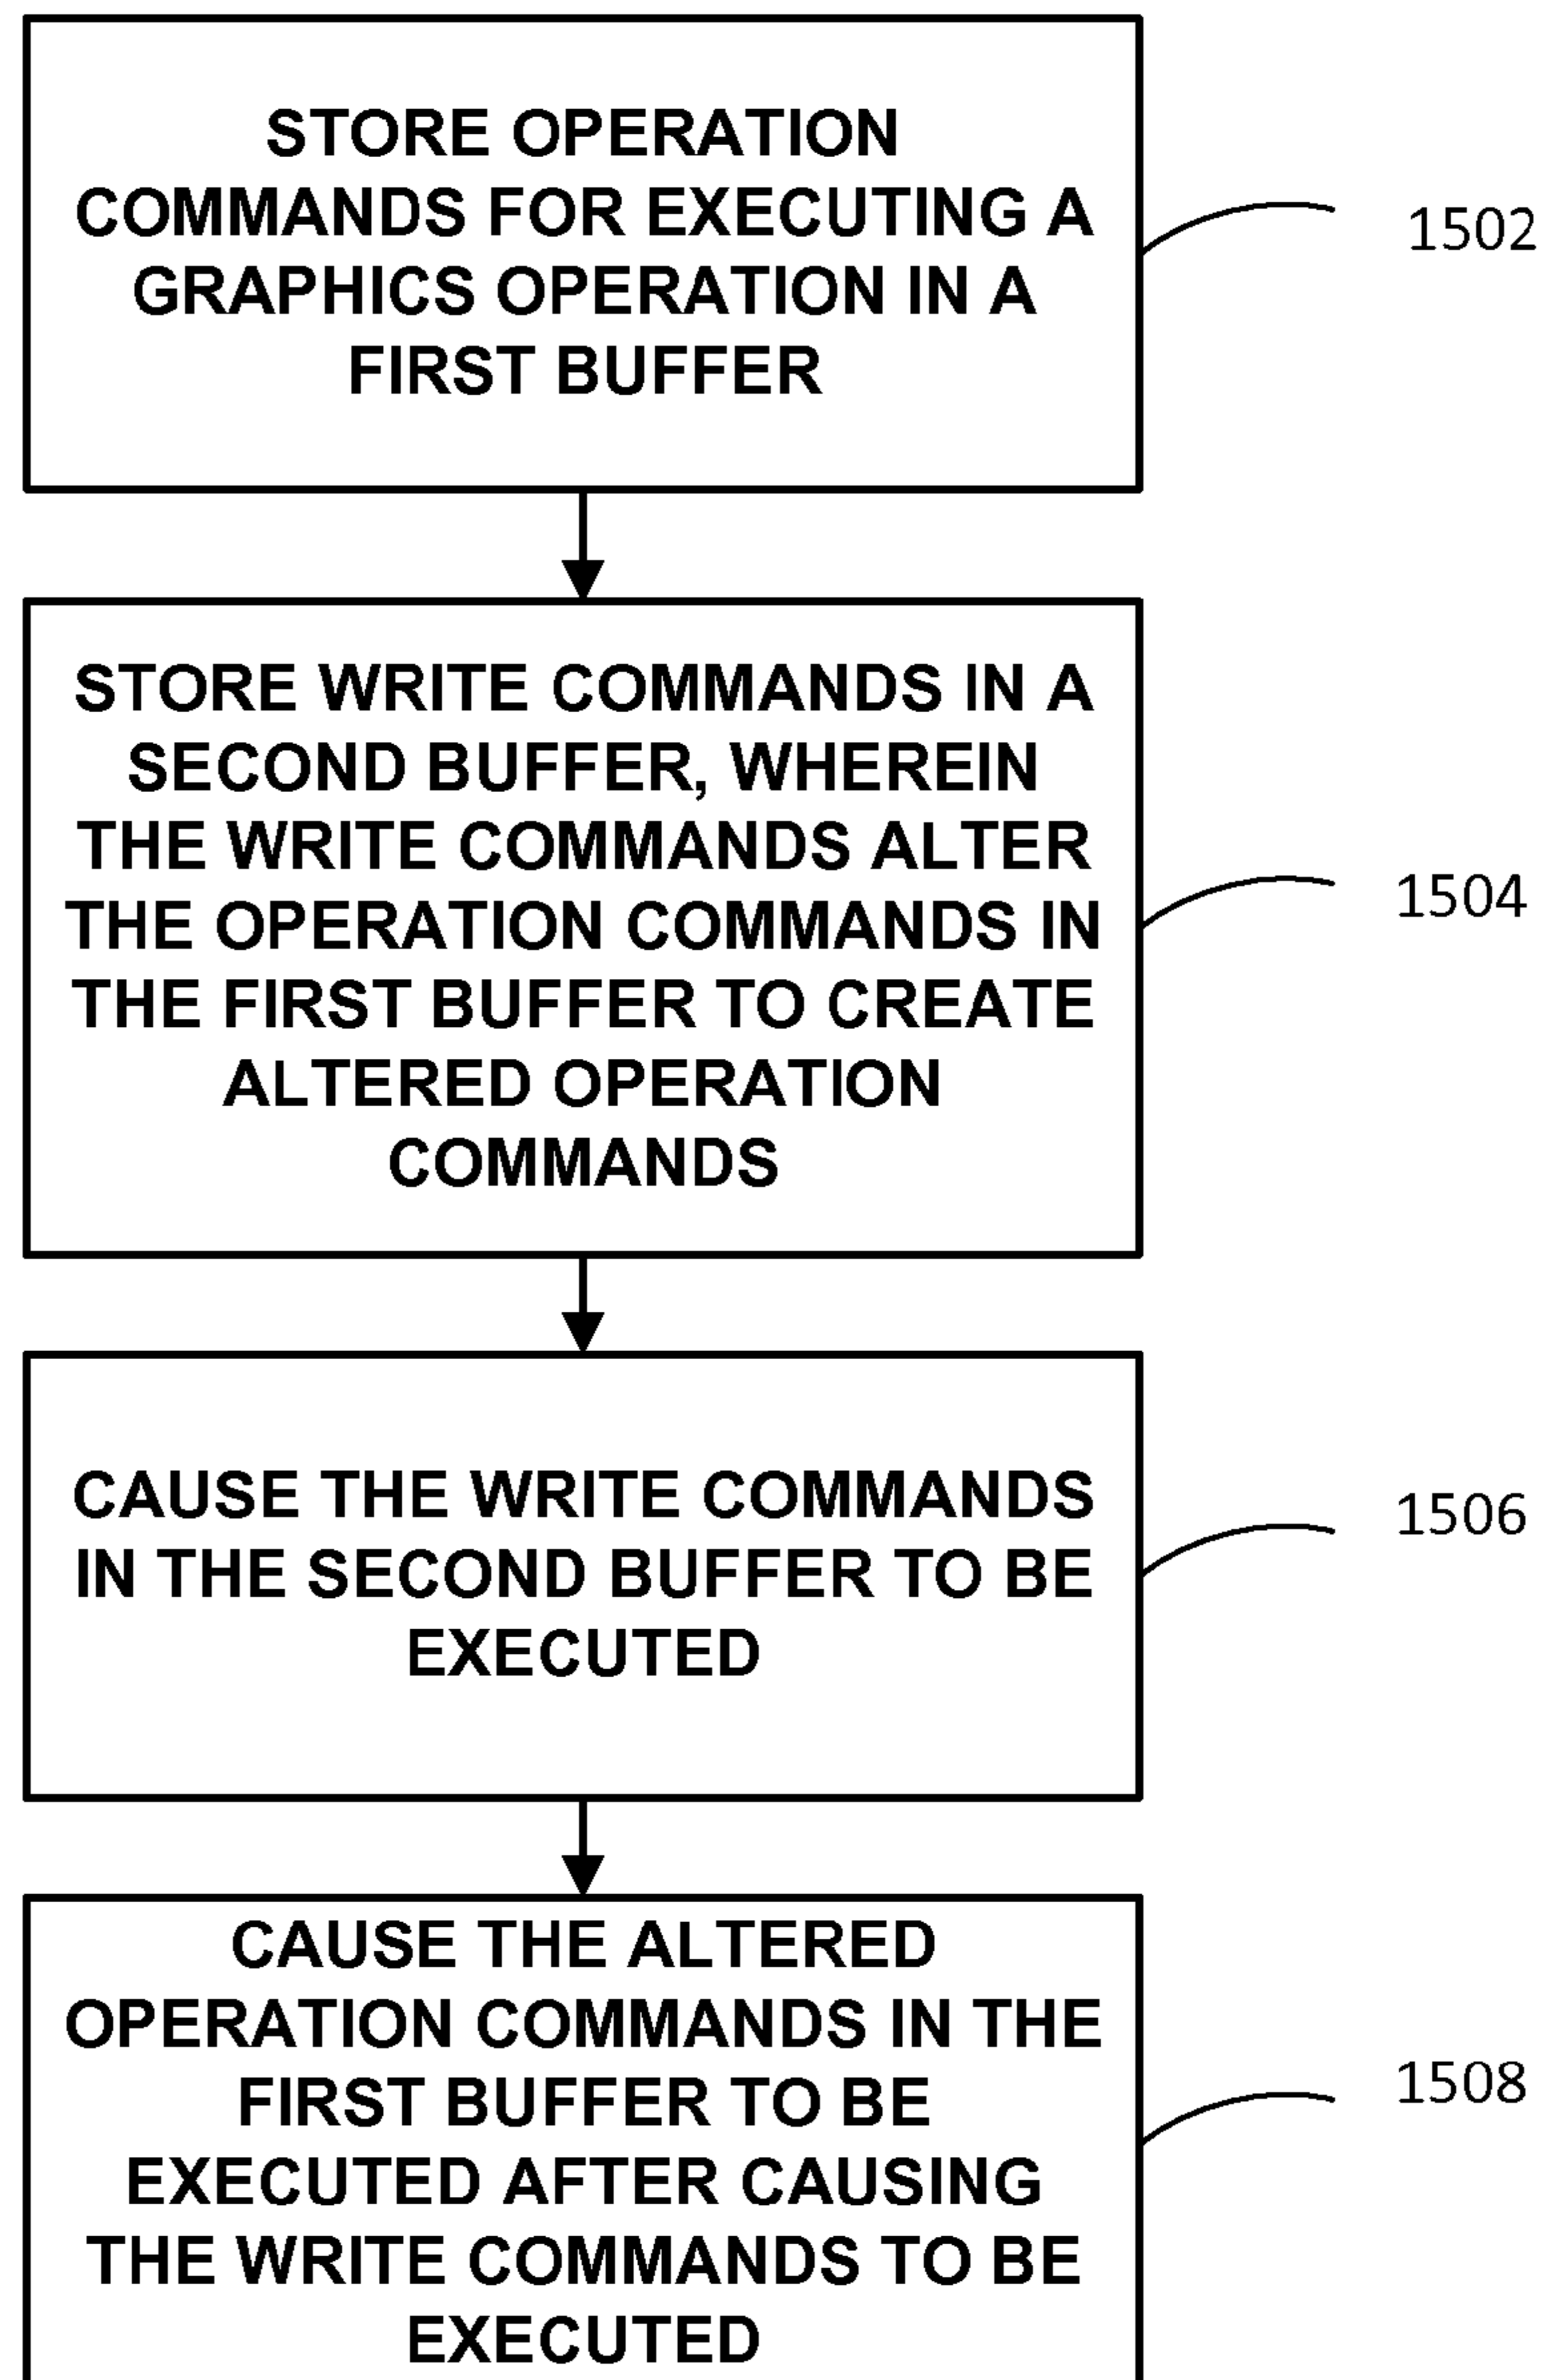 STORE OPERATION
COMMANDS FOR EXECUTING A
GRAPHICS OPERATION IN A
FIRST BUFFER
1502
STORE WRITE COMMANDS IN A
SECOND BUFFER, WHEREIN
THE WRITE COMMANDS ALTER
THE OPERATION COMMANDS IN
THE FIRST BUFFER TO CREATE
ALTERED OPERATION
COMMANDS
1504
CAUSE THE WRITE COMMANDS
IN THE SECOND BUFFER TO BE
EXECUTED
1506
CAUSE THE ALTERED
OPERATION COMMANDS IN THE
FIRST BUFFER TO BE
EXECUTED AFTER CAUSING
THE WRITE COMMANDS TO BE
EXECUTED
1508